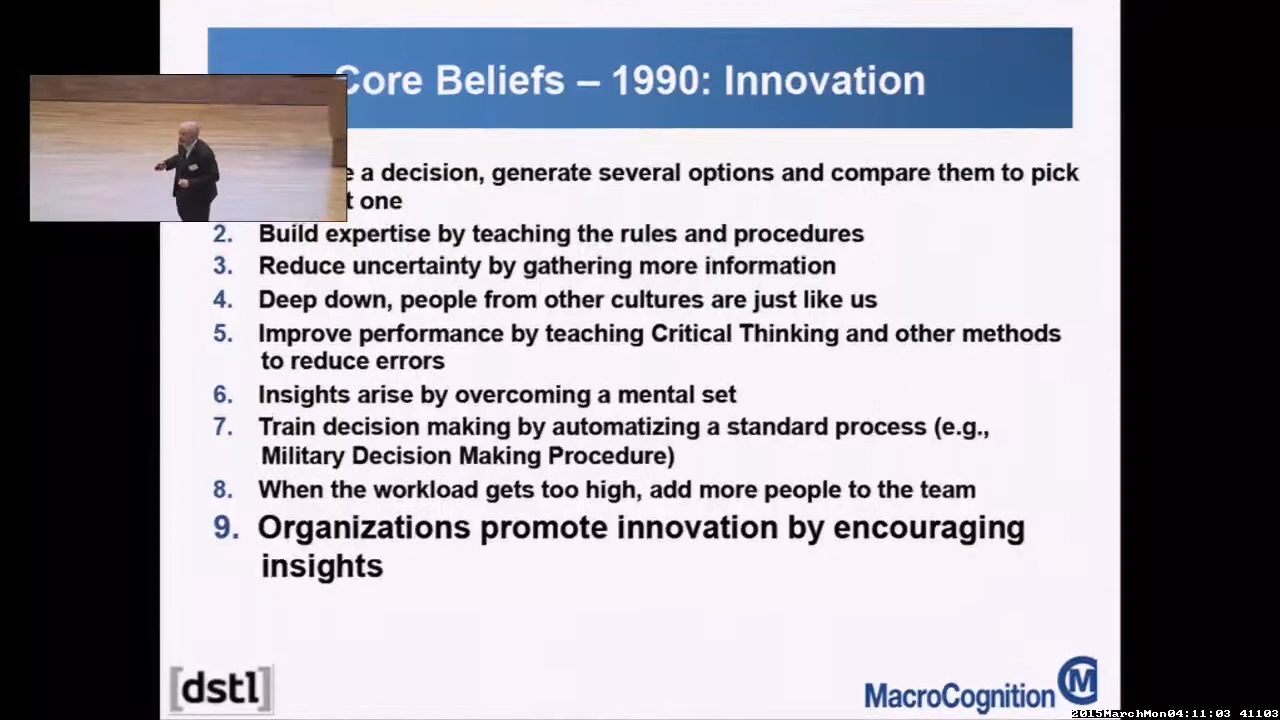 Core Beliefs – 1990: Innovation
a decision, generate several options and compare them to pick
one
2. Build expertise by teaching the rules and procedures
3. Reduce uncertainty by gathering more information
4. Deep down, people from other cultures are just like us
5. Improve performance by teaching Critical Thinking and other methods
to reduce errors
6. Insights arise by overcoming a mental set
7. Train decision making by automatizing a standard process (e.g.,
Military Decision Making Procedure)
8. When the workload gets too high, add more people to the team
9. Organizations promote innovation by encouraging
insights
[dstl]
MacroCognition M
2015MarchMon04:11:03 41103